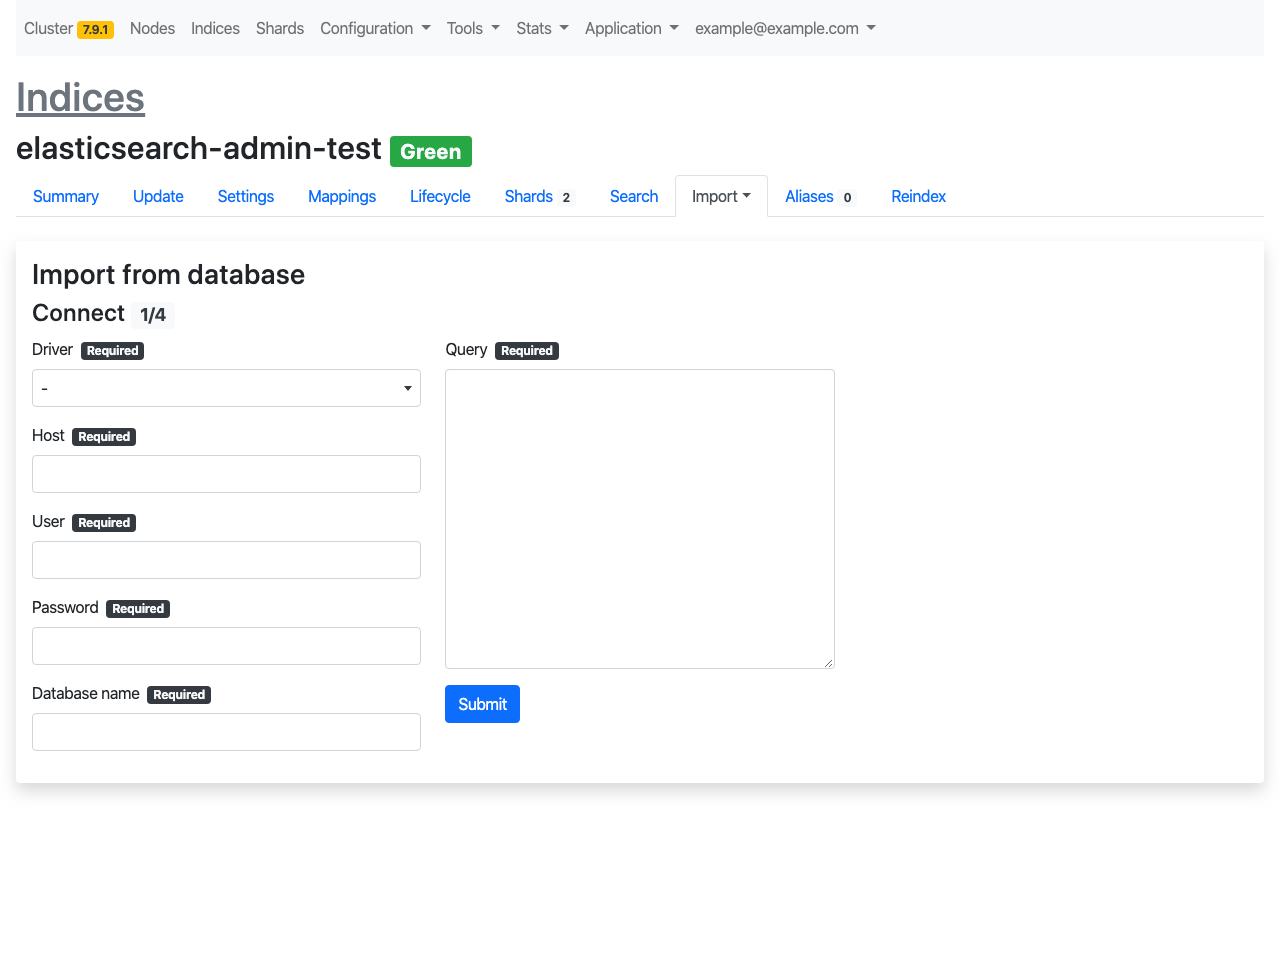 Cluster 7.9.1 Nodes Indices Shards Configuration Tools Stats Application example@example.com
Indices
elasticsearch-admin-test Green
Summary Update Settings Mappings Lifecycle Shards 2 Search Import Aliases 0 Reindex
Import from database
Connect 1/4
Driver Required
-
Host Required
User Required
Password Required
Database name Required
Query Required
Submit